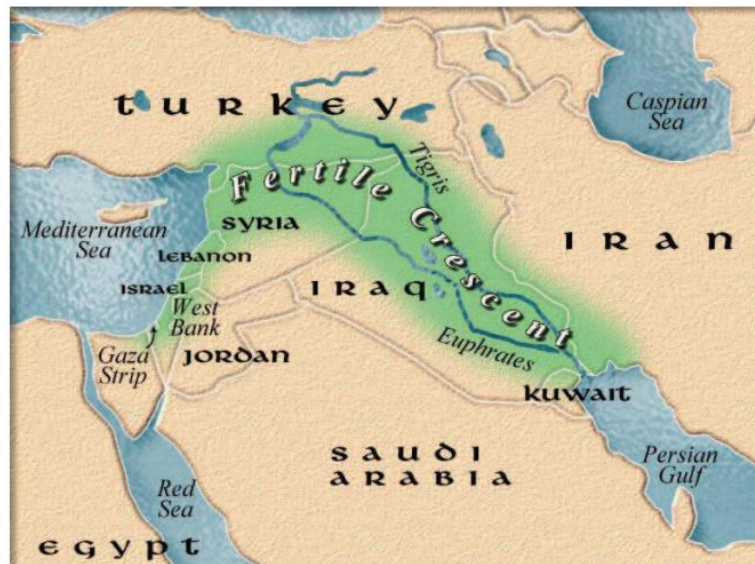 TURKEY
Caspian
Sea
Tigris
Fertile Crescent
SYRIA
Mediterranean
Sea
LEBANON
IRAN
ISRAEL
IRAQ
West
Bank
Gaza
Strip
JORDAN
Euphrates
KUWAIT
SAUDI
ARABIA
Persian
Gulf
Red
Sea
EGYPT